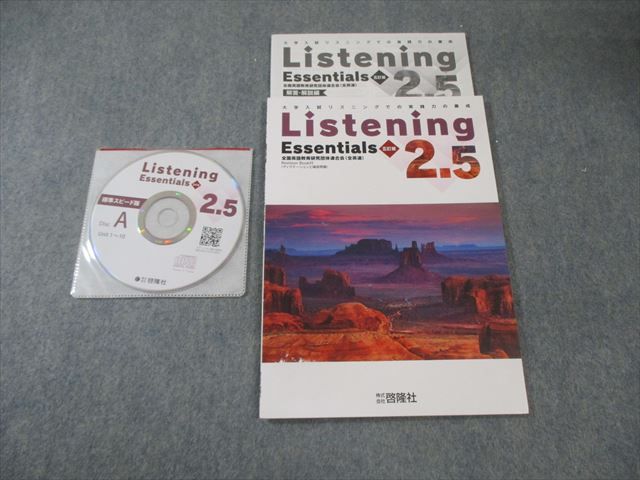 大学入試リスニングでの実践力の養成
Listening
Essentials 五訂版
2.5
全国英語教育研究団体連合会(全英連)
解答・解説編
大学入試リスニングでの実践力の養成
Listening
Essentials 五訂版
2.5
全国英語教育研究団体連合会(全英連)
株式会社 啓隆社
Listening
Essentials
2.5
標準スピード版
Disc A
Unit 1~10
啓隆社